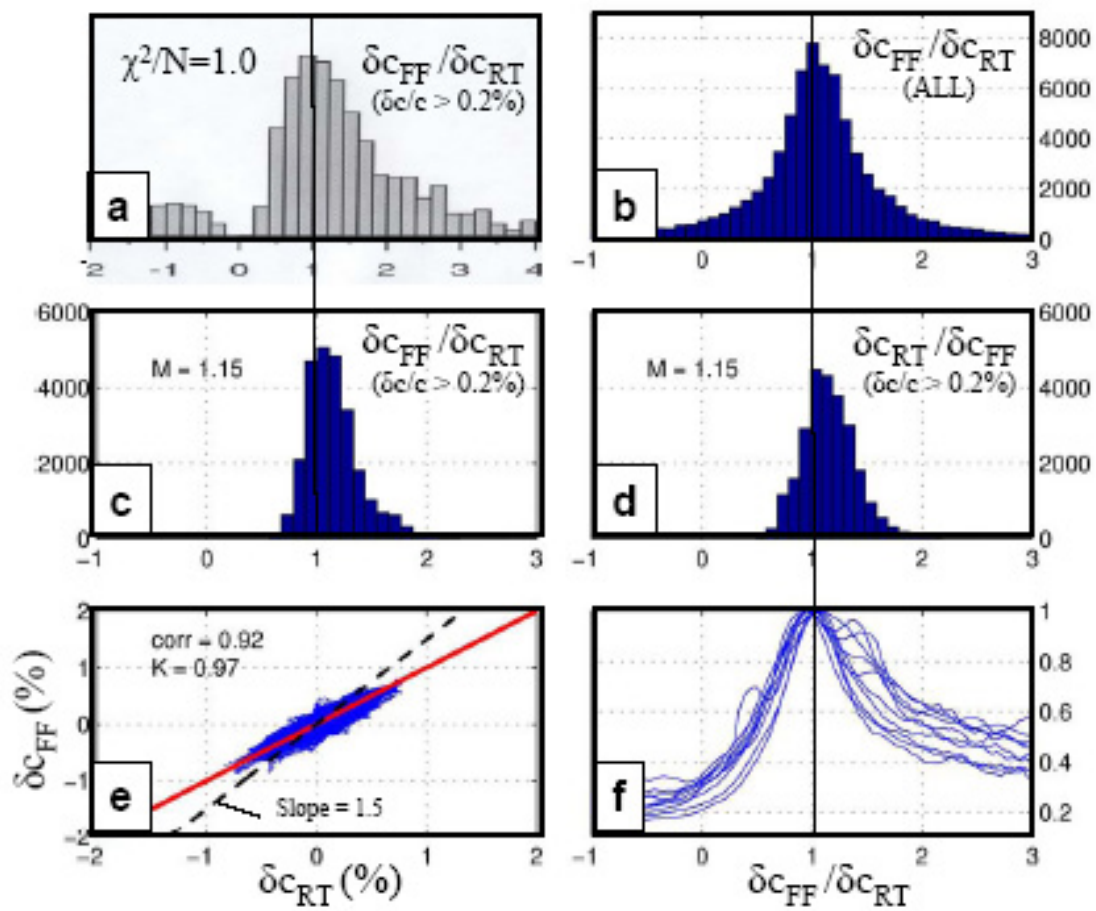 χ²/N=1.0
δc_FF/δc_RT
(δc/c > 0.2%)
a
-2 -1 0 1 2 3 4
δc_FF/δc_RT
(ALL)
b
8000
6000
4000
2000
0
−1 0 1 2 3
6000
4000
2000
0
M = 1.15
δc_FF/δc_RT
(δc/c > 0.2%)
c
−1 0 1 2 3
M = 1.15
δc_RT/δc_FF
(δc/c > 0.2%)
d
6000
4000
2000
0
−1 0 1 2 3
δc_FF(%)
2
1
0
−1
−2
corr = 0.92
K = 0.97
Slope = 1.5
e
−2 −1 0 1 2
δc_RT(%)
f
1
0.8
0.6
0.4
0.2
−1 0 1 2 3
δc_FF/δc_RT